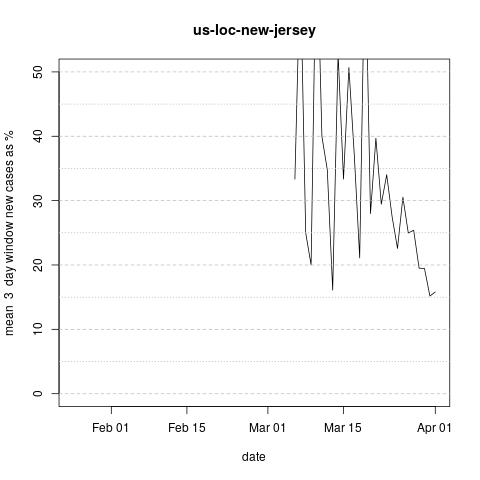 us-loc-new-jersey
mean 3 day window new cases as %
50
40
30
20
10
0
Feb 01 Feb 15 Mar 01 Mar 15 Apr 01
date